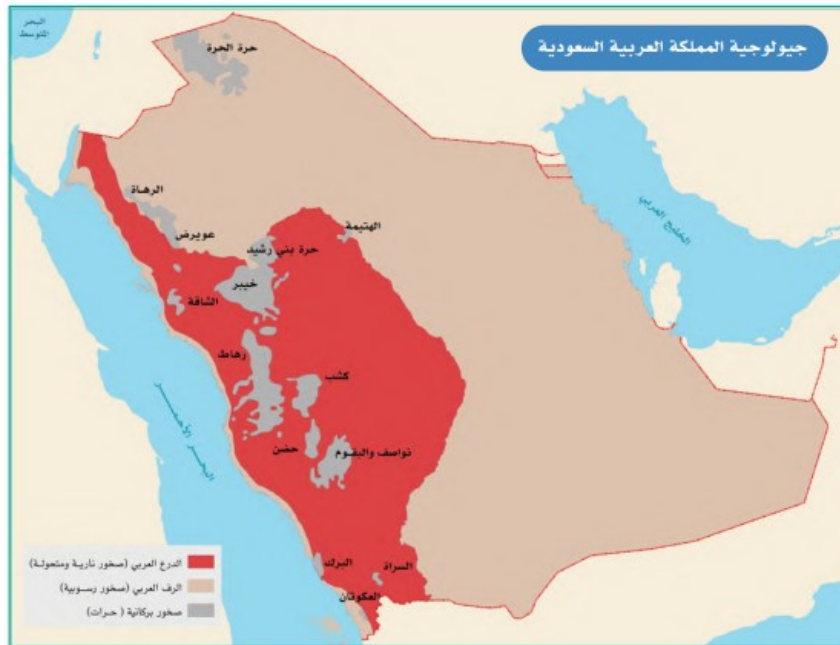 جيولوجية المملكة العربية السعودية
البحر
المتوسط
حرة الحرة
الرهاة
عويرض
حرة بني رشيد
الهتيمة
خيبر
الشاقة
رهاط
كشب
حضن
نواصف والبقوم
البرك
السراة
العكوتان
الخليج العربي
البحر الأحمر
الدرع العربي (صخور نارية ومتحولة)
الرف العربي (صخور رسوبية)
صخور بركانية ( حرات)